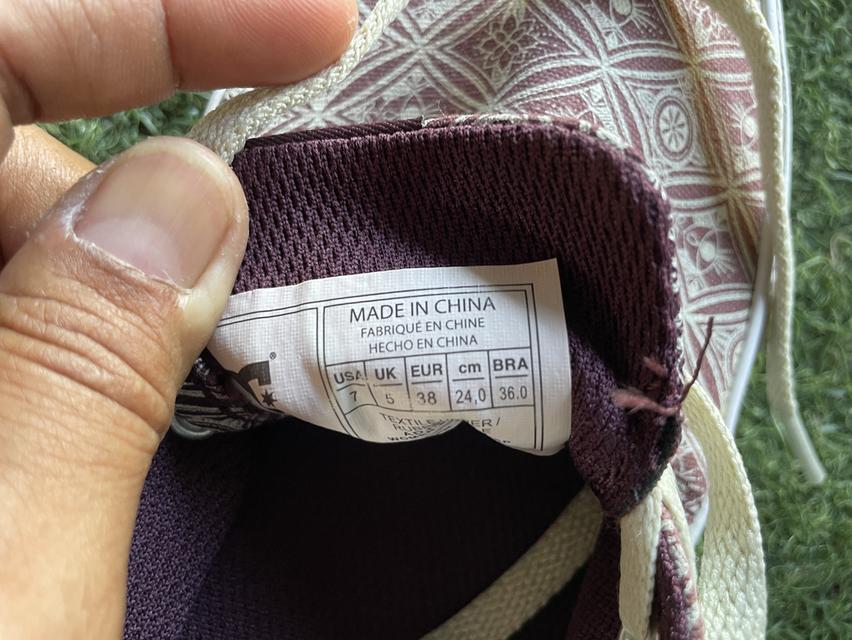 MADE IN CHINA
FABRIQUÉ EN CHINE
HECHO EN CHINA
USA UK EUR cm BRA
7 5 38 24,0 36.0